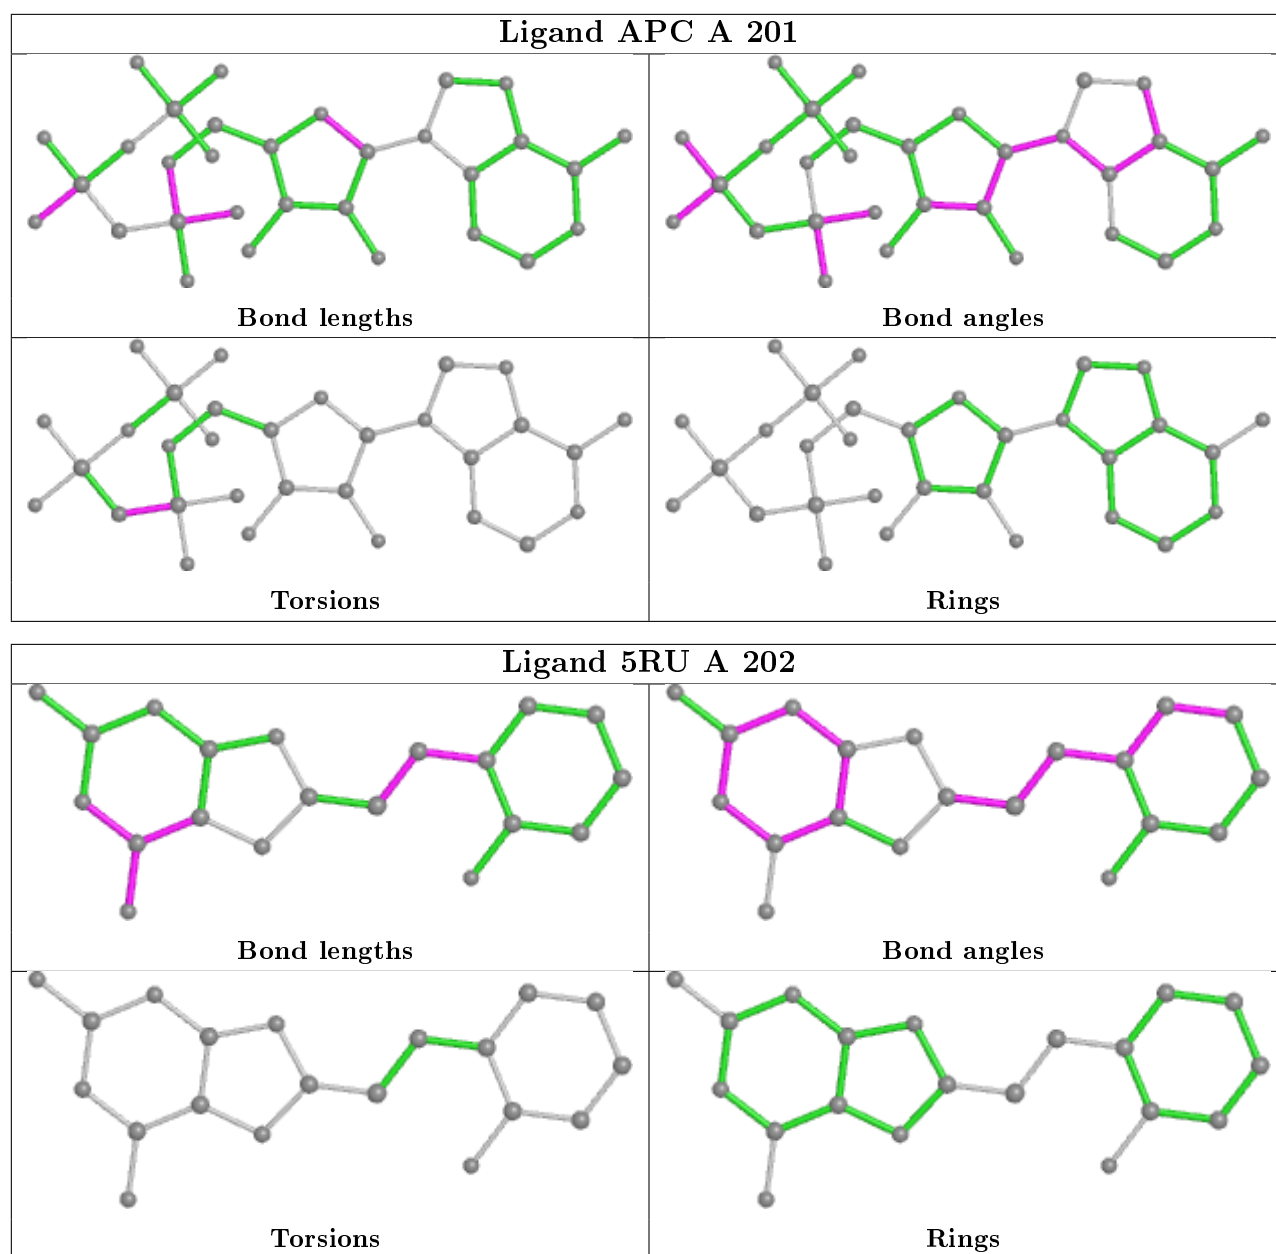 Ligand APC A 201
Bond lengths
Bond angles
Torsions
Rings
Ligand 5RU A 202
Bond lengths
Bond angles
Torsions
Rings